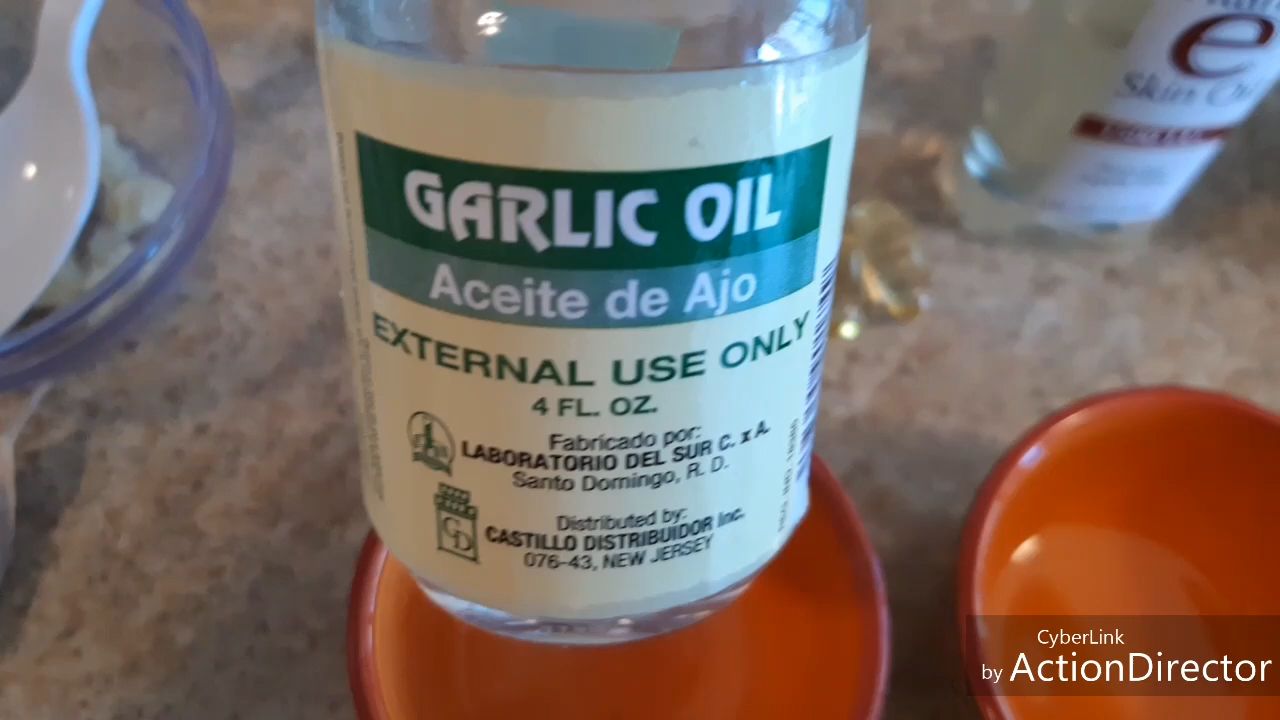 GARLIC OIL
Aceite de Ajo
EXTERNAL USE ONLY
4 FL. OZ.
Fabricado por:
LABORATORIO DEL SUR C. x A.
Santo Domingo, R. D.
Distributed by:
CASTILLO DISTRIBUIDOR Inc.
076-43, NEW JERSEY
GD
e
Skin
CyberLink
by ActionDirector